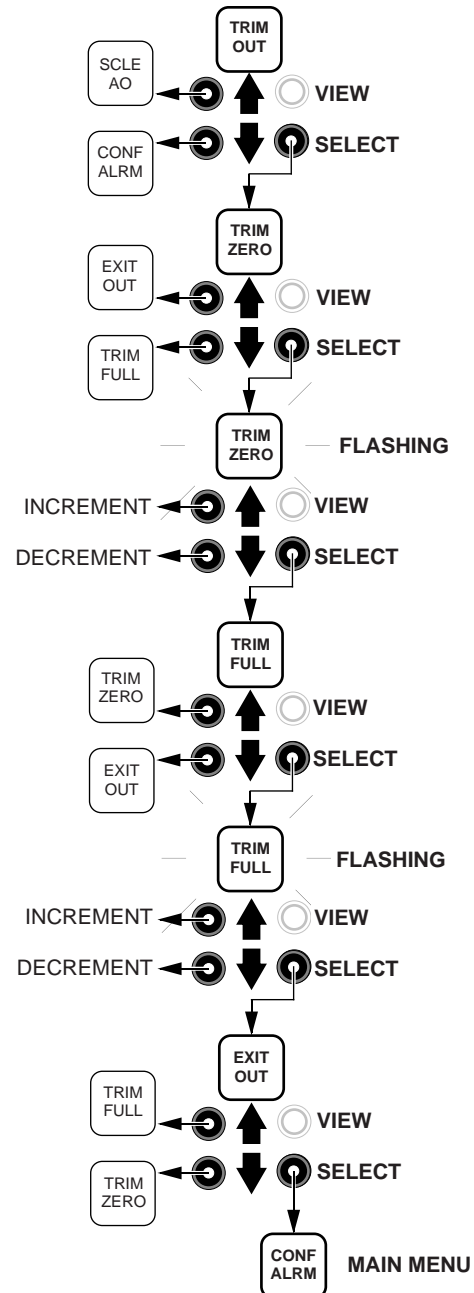 TRIM
OUT
SCLE
AO
VIEW
CONF
ALRM
SELECT
TRIM
ZERO
EXIT
OUT
VIEW
TRIM
FULL
SELECT
TRIM
ZERO
FLASHING
INCREMENT
VIEW
DECREMENT
SELECT
TRIM
FULL
TRIM
ZERO
VIEW
EXIT
OUT
SELECT
TRIM
FULL
FLASHING
INCREMENT
VIEW
DECREMENT
SELECT
EXIT
OUT
TRIM
FULL
VIEW
TRIM
ZERO
SELECT
CONF
ALRM
MAIN MENU